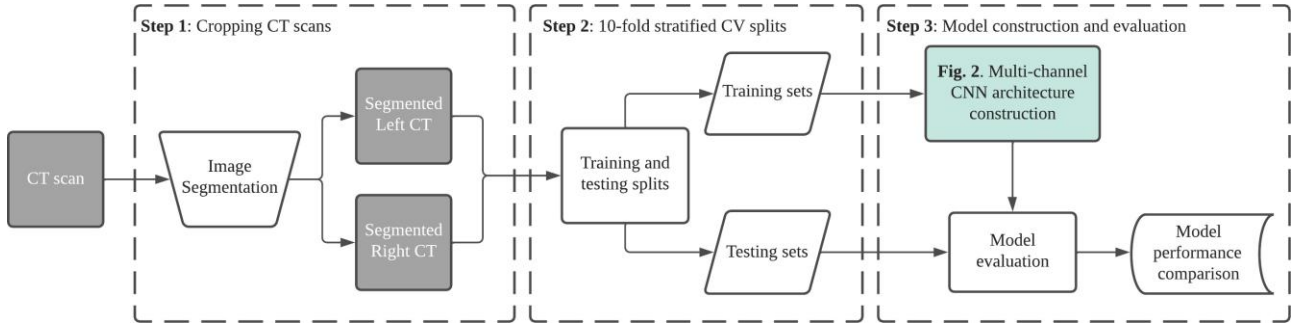 Step 1: Cropping CT scans
Step 2: 10-fold stratified CV splits
Step 3: Model construction and evaluation
CT scan
Image
Segmentation
Segmented
Left CT
Segmented
Right CT
Training and
testing splits
Training sets
Testing sets
Fig. 2. Multi-channel
CNN architecture
construction
Model
evaluation
Model
performance
comparison